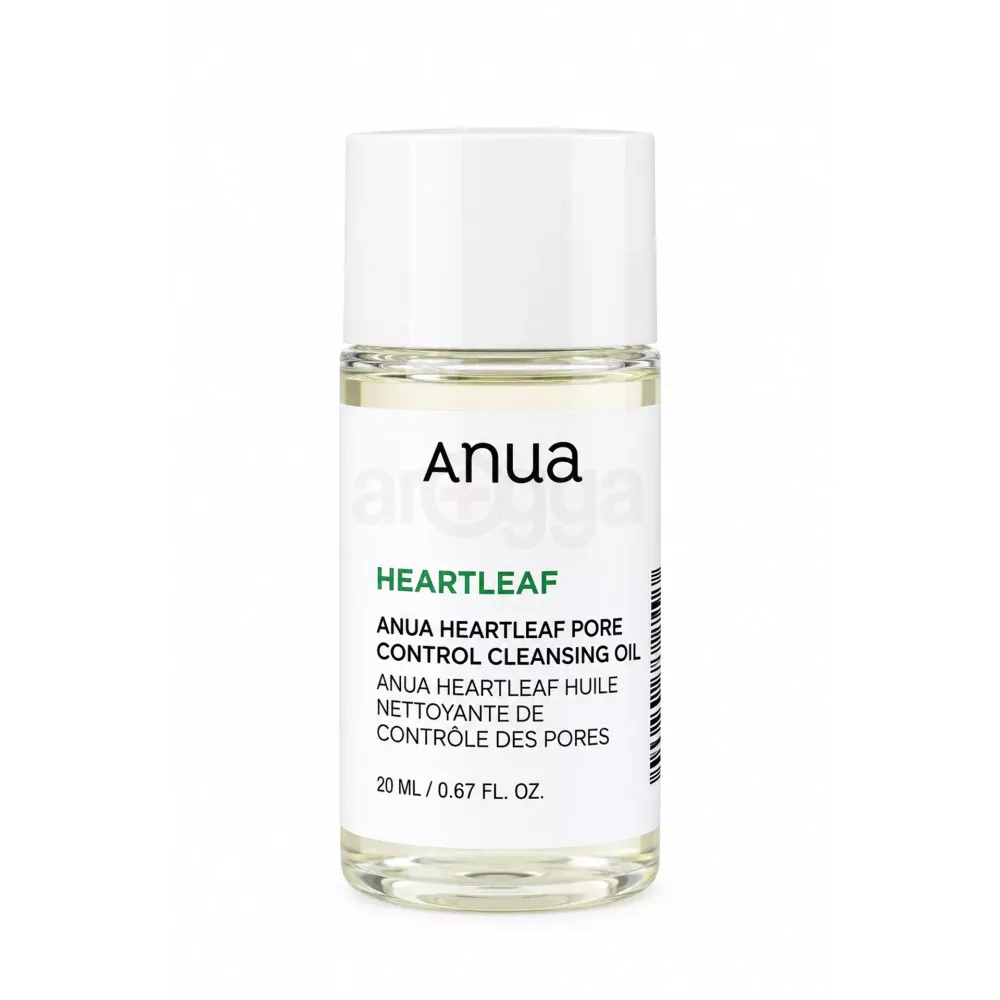 Anua
arogga
HEARTLEAF
ANUA HEARTLEAF PORE
CONTROL CLEANSING OIL
ANUA HEARTLEAF HUILE
NETTOYANTE DE
CONTRÔLE DES PORES
20 ML / 0.67 FL. OZ.